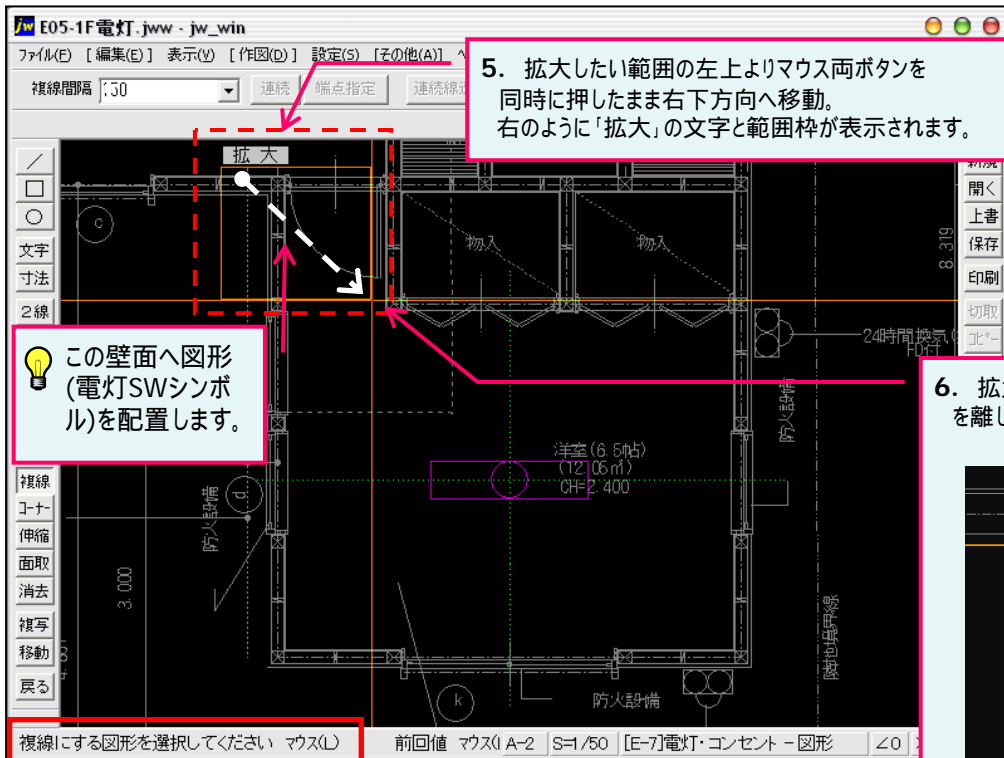 E05-1F電灯.jww - jw_win
ファイル(F) [編集(E)] 表示(V) [作図(D)] 設定(S) [その他(A)]
複線間隔 150 連続 端点指定
5. 拡大したい範囲の左上よりマウス両ボタンを
同時に押したまま右下方向へ移動。
右のように「拡大」の文字と範囲枠が表示されます。
拡 大
／
□
○
文字
寸法
2線
c
物入
物入
8.319
開く
上書
保存
印刷
切取
コピー
24時間換気
FD付
この壁面へ図形
(電灯SWシンボ
ル)を配置します。
6. 拡
を離し
防火設備
洋室(6.5帖)
(12.06㎡)
CH=2.400
複線
コーナー
伸縮
面取
消去
複写
移動
戻る
d
防火設備
3.000
隣地境界線
k
防火設備
複線にする図形を選択してください マウス(L) 前回値 マウス( A-2 S=1/50 [E-7]電灯・コンセント - 図形 ∠0